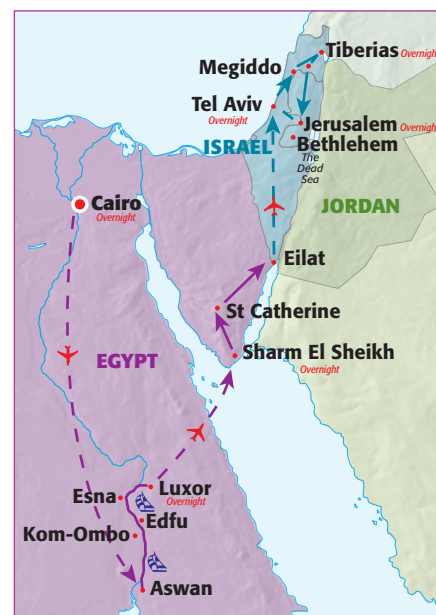 Tiberias Overnight
Megiddo
Tel Aviv
Overnight
Jerusalem Overnight
ISRAEL Bethlehem
The
Dead
Sea
Cairo
Overnight
JORDAN
Eilat
St Catherine
EGYPT
Sharm El Sheikh
Overnight
Luxor
Overnight
Esna
Edfu
Kom-Ombo
Aswan